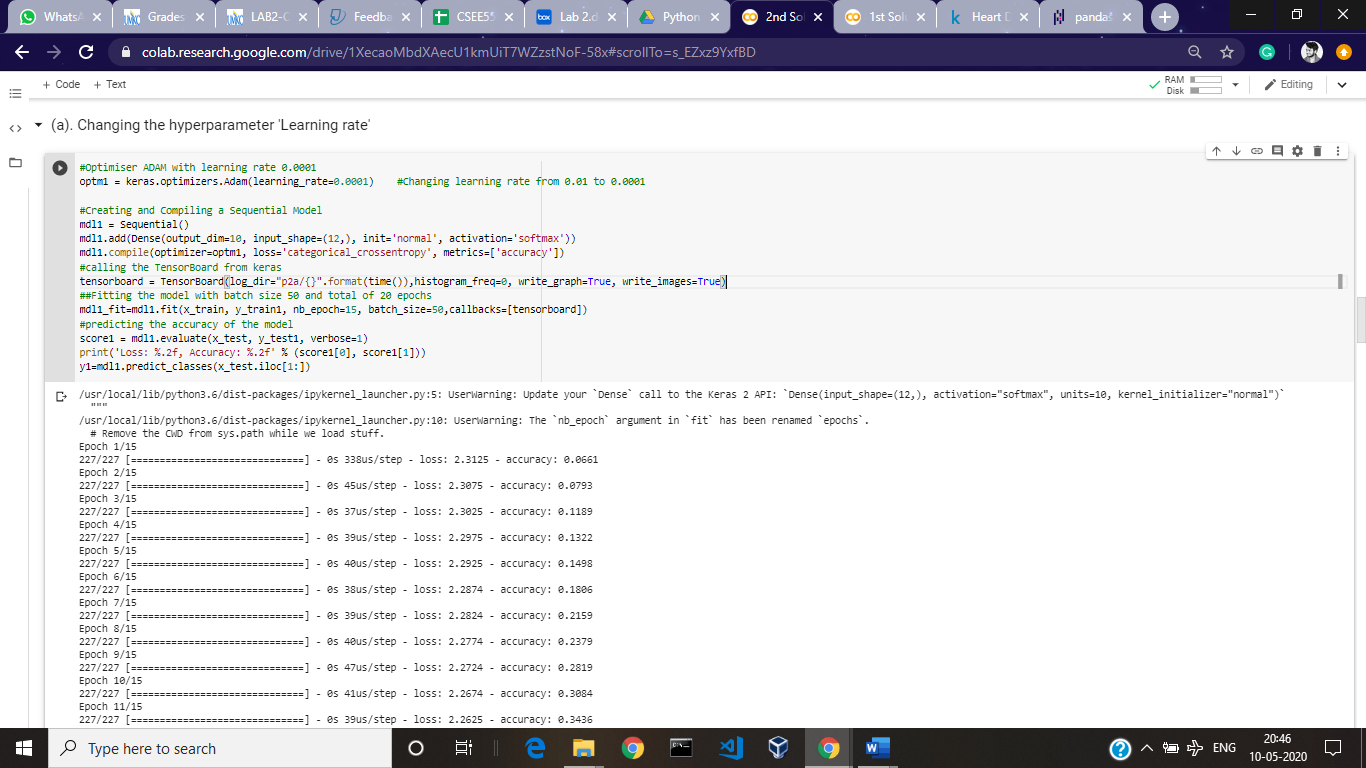 WhatsA
Grades
LAB2-C
Feedba
CSEE55
Lab 2.d
Python
2nd Sol
1st Solu
Heart D
pandas
colab.research.google.com/drive/1XecaoMbdXAecU1kmUiT7WZzstNoF-58x#scrollTo=s_EZxz9YxfBD
+ Code + Text
RAM
Disk
Editing
(a). Changing the hyperparameter 'Learning rate'
#Optimiser ADAM with learning rate 0.0001
optm1 = keras.optimizers.Adam(learning_rate=0.0001) #Changing learning rate from 0.01 to 0.0001
#Creating and Compiling a Sequential Model
mdl1 = Sequential()
mdl1.add(Dense(output_dim=10, input_shape=(12,), init='normal', activation='softmax'))
mdl1.compile(optimizer=optm1, loss='categorical_crossentropy', metrics=['accuracy'])
#calling the TensorBoard from keras
tensorboard = TensorBoard(log_dir="p2a/{}".format(time()),histogram_freq=0, write_graph=True, write_images=True)
##Fitting the model with batch size 50 and total of 20 epochs
mdl1_fit=mdl1.fit(x_train, y_train1, nb_epoch=15, batch_size=50,callbacks=[tensorboard])
#predicting the accuracy of the model
score1 = mdl1.evaluate(x_test, y_test1, verbose=1)
print('Loss: %.2f, Accuracy: %.2f' % (score1[0], score1[1]))
y1=mdl1.predict_classes(x_test.iloc[1:])
/usr/local/lib/python3.6/dist-packages/ipykernel_launcher.py:5: UserWarning: Update your `Dense` call to the Keras 2 API: `Dense(input_shape=(12,), activation="softmax", units=10, kernel_initializer="normal")`
"""
/usr/local/lib/python3.6/dist-packages/ipykernel_launcher.py:10: UserWarning: The `nb_epoch` argument in `fit` has been renamed `epochs`.
# Remove the CWD from sys.path while we load stuff.
Epoch 1/15
227/227 [==============================] - 0s 338us/step - loss: 2.3125 - accuracy: 0.0661
Epoch 2/15
227/227 [==============================] - 0s 45us/step - loss: 2.3075 - accuracy: 0.0793
Epoch 3/15
227/227 [==============================] - 0s 37us/step - loss: 2.3025 - accuracy: 0.1189
Epoch 4/15
227/227 [==============================] - 0s 39us/step - loss: 2.2975 - accuracy: 0.1322
Epoch 5/15
227/227 [==============================] - 0s 40us/step - loss: 2.2925 - accuracy: 0.1498
Epoch 6/15
227/227 [==============================] - 0s 38us/step - loss: 2.2874 - accuracy: 0.1806
Epoch 7/15
227/227 [==============================] - 0s 39us/step - loss: 2.2824 - accuracy: 0.2159
Epoch 8/15
227/227 [==============================] - 0s 40us/step - loss: 2.2774 - accuracy: 0.2379
Epoch 9/15
227/227 [==============================] - 0s 47us/step - loss: 2.2724 - accuracy: 0.2819
Epoch 10/15
227/227 [==============================] - 0s 41us/step - loss: 2.2674 - accuracy: 0.3084
Epoch 11/15
227/227 [==============================] - 0s 39us/step - loss: 2.2625 - accuracy: 0.3436
Type here to search
ENG
20:46
10-05-2020